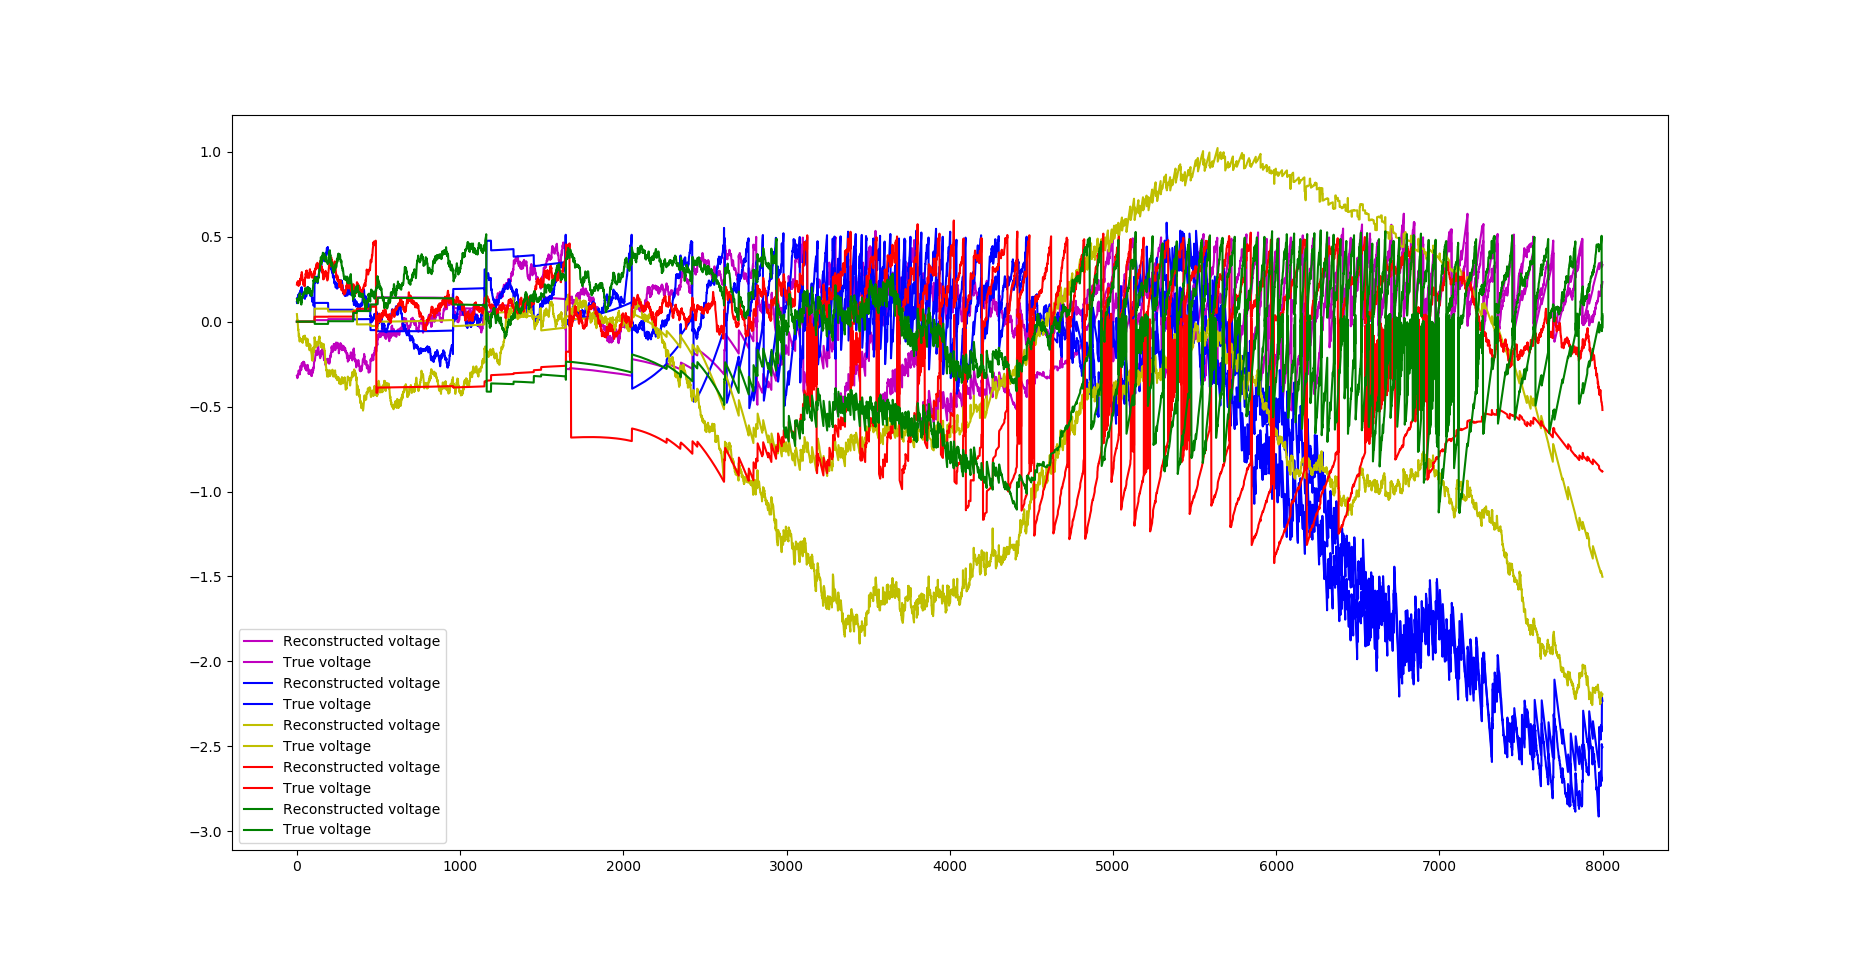 1.0
0.5
0.0
−0.5
−1.0
−1.5
−2.0
−2.5
−3.0
Reconstructed voltage
True voltage
Reconstructed voltage
True voltage
Reconstructed voltage
True voltage
Reconstructed voltage
True voltage
Reconstructed voltage
True voltage
0 1000 2000 3000 4000 5000 6000 7000 8000